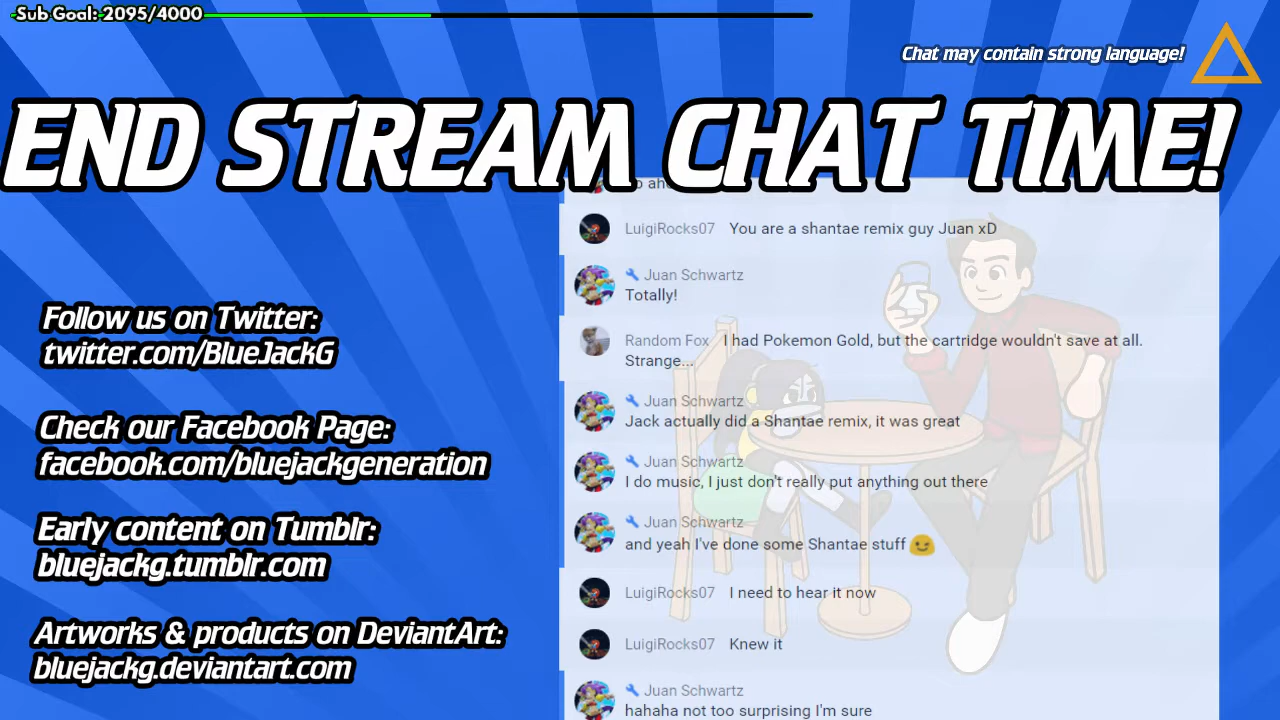 Sub Goal: 2095/4000
Chat may contain strong language!
END STREAM CHAT TIME!
LuigiRocks07 You are a shantae remix guy Juan xD
Juan Schwartz
Totally!
Random Fox I had Pokemon Gold, but the cartridge wouldn't save at all.
Strange...
Juan Schwartz
Jack actually did a Shantae remix, it was great
Juan Schwartz
I do music, I just don't really put anything out there
Juan Schwartz
and yeah I've done some Shantae stuff
LuigiRocks07 I need to hear it now
LuigiRocks07 Knew it
Juan Schwartz
hahaha not too surprising I'm sure
Follow us on Twitter:
twitter.com/BlueJackG
Check our Facebook Page:
facebook.com/bluejackgeneration
Early content on Tumblr:
bluejackg.tumblr.com
Artworks & products on DeviantArt:
bluejackg.deviantart.com